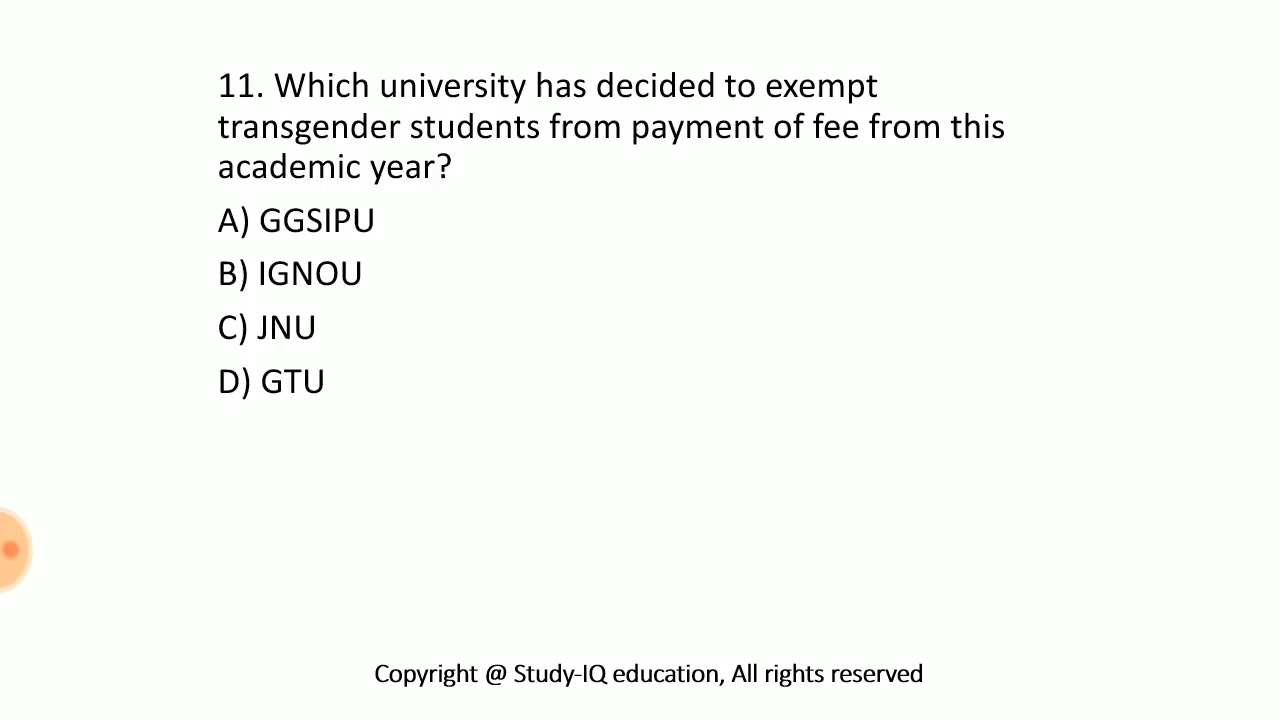 11. Which university has decided to exempt
transgender students from payment of fee from this
academic year?
A) GGSIPU
B) IGNOU
C) JNU
D) GTU
Copyright @ Study-IQ education, All rights reserved